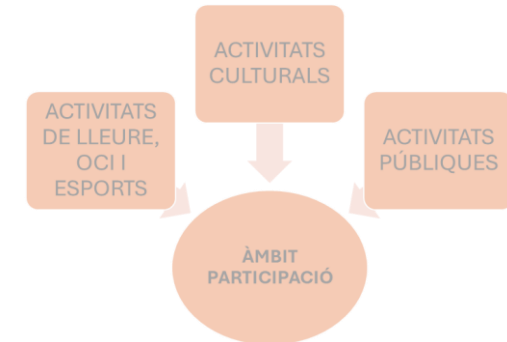 ACTIVITATS
CULTURALS
ACTIVITATS
DE LLEURE,
OCI I
ESPORTS
ACTIVITATS
PÚBLIQUES
ÀMBIT
PARTICIPACIÓ